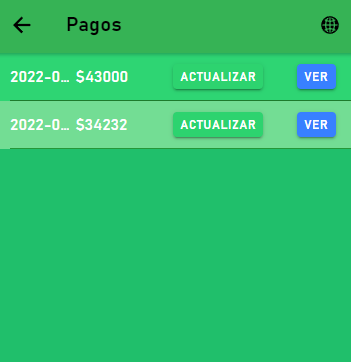 Pagos
2022-0... $43000 ACTUALIZAR VER
2022-0... $34232 ACTUALIZAR VER